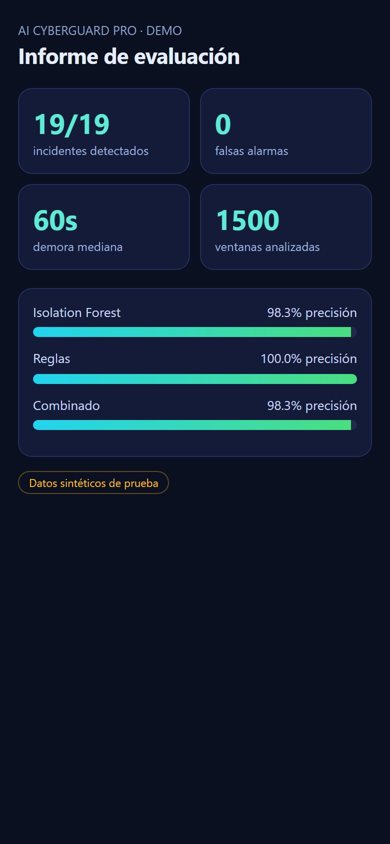 AI CYBERGUARD PRO · DEMO
Informe de evaluación
19/19
incidentes detectados
0
falsas alarmas
60s
demora mediana
1500
ventanas analizadas
Isolation Forest 98.3% precisión
Reglas 100.0% precisión
Combinado 98.3% precisión
Datos sintéticos de prueba